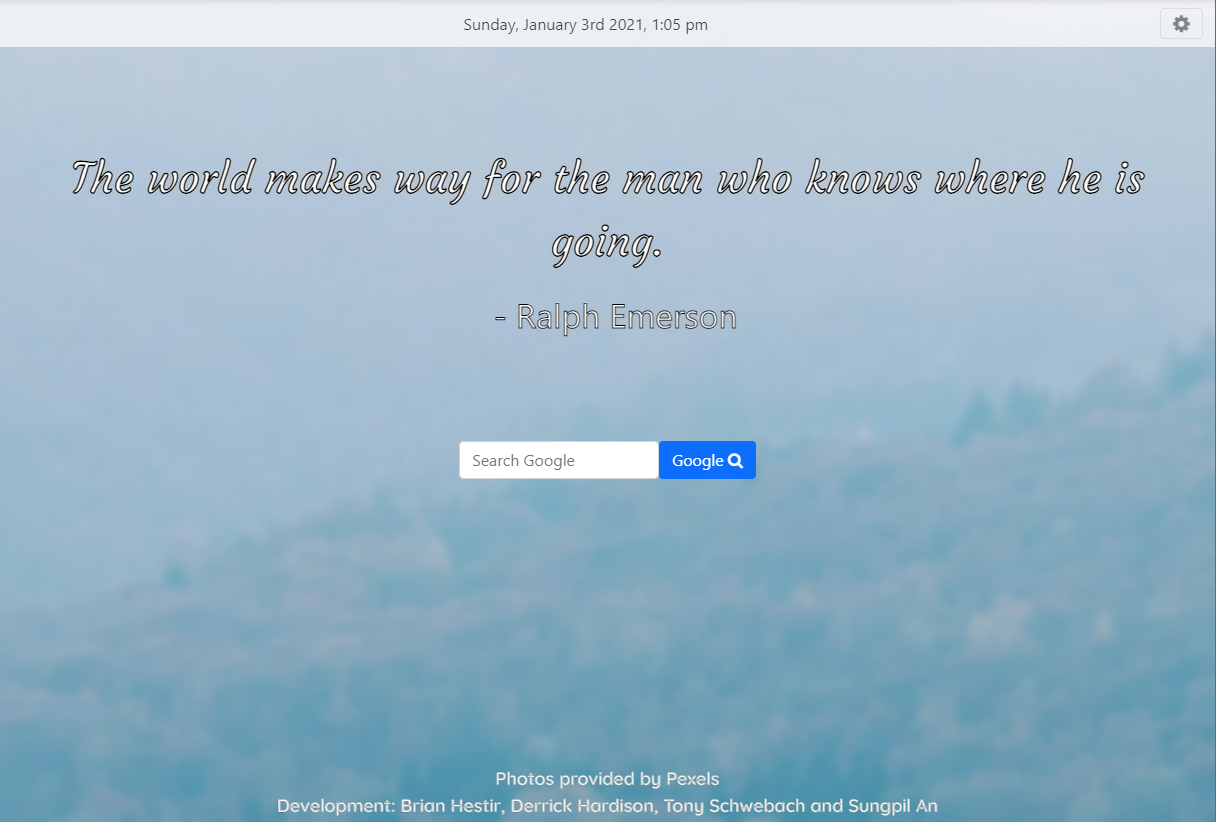 Sunday, January 3rd 2021, 1:05 pm
The world makes way for the man who knows where he is
going.
- Ralph Emerson
Search Google
Google
Photos provided by Pexels
Development: Brian Hestir, Derrick Hardison, Tony Schwebach and Sungpil An